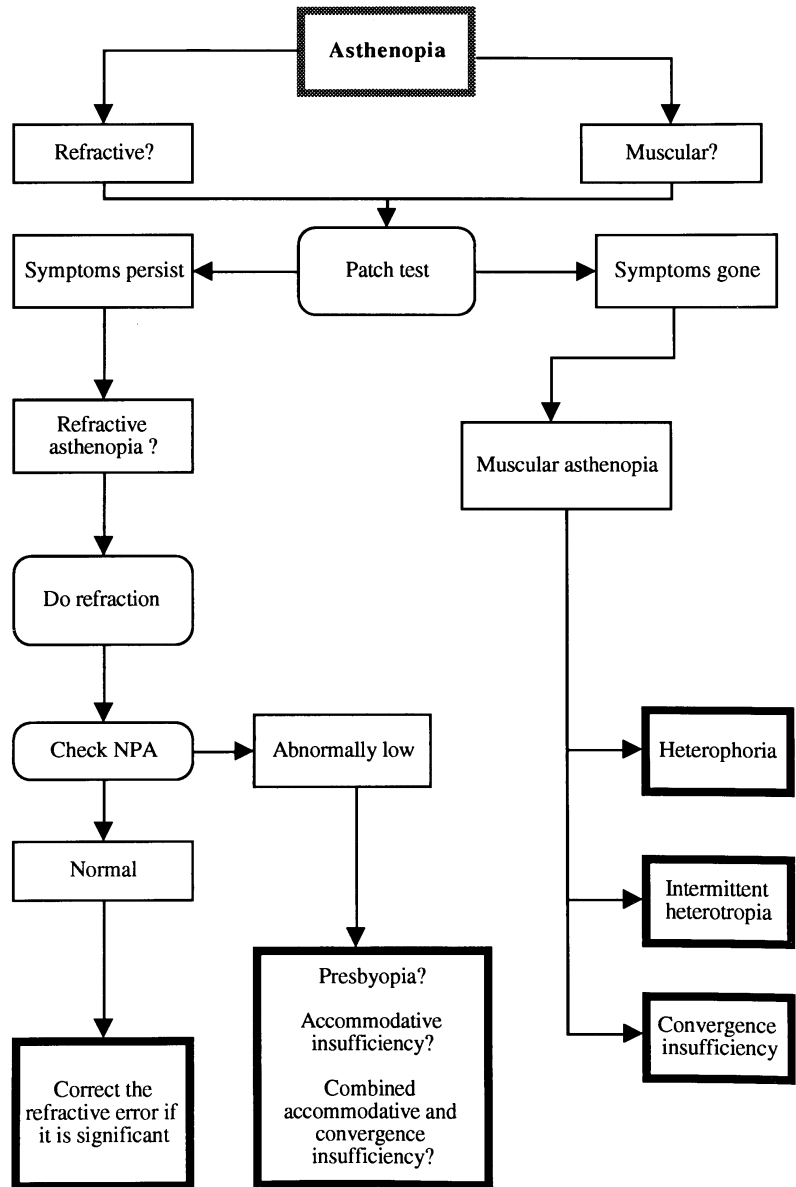 Asthenopia
Refractive?
Muscular?
Symptoms persist
Patch test
Symptoms gone
Refractive
asthenopia ?
Muscular asthenopia
Do refraction
Check NPA
Abnormally low
Heterophoria
Normal
Intermittent
heterotropia
Presbyopia?
Accommodative
insufficiency?
Combined
accommodative and
convergence
insufficiency?
Convergence
insufficiency
Correct the
refractive error if
it is significant